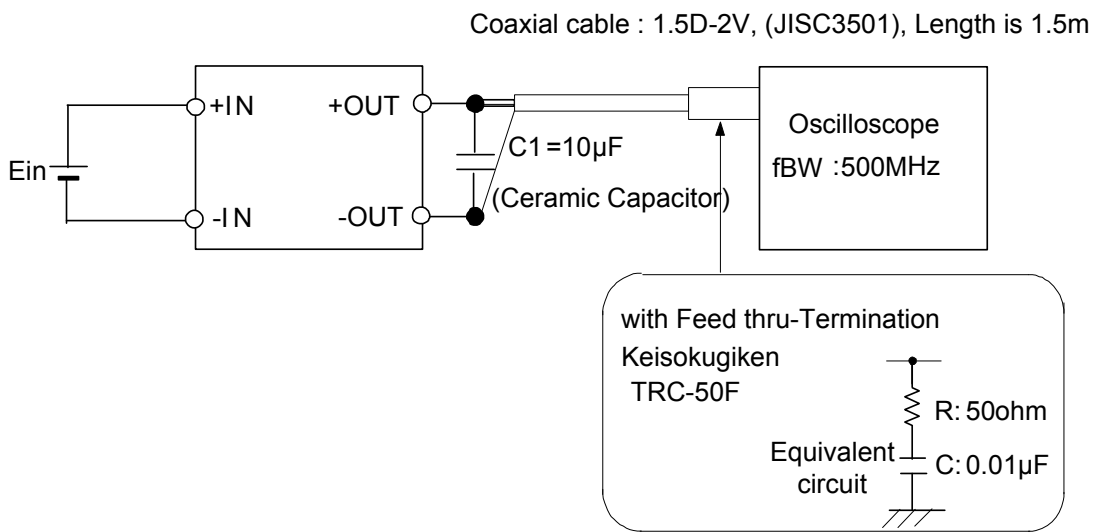 Coaxial cable : 1.5D-2V, (JISC3501), Length is 1.5m
+IN
+OUT
Ein
C1=10µF
(Ceramic Capacitor)
-IN
-OUT
Oscilloscope
fBW :500MHz
with Feed thru-Termination
Keisokugiken
TRC-50F
R: 50ohm
Equivalent
circuit
C: 0.01µF